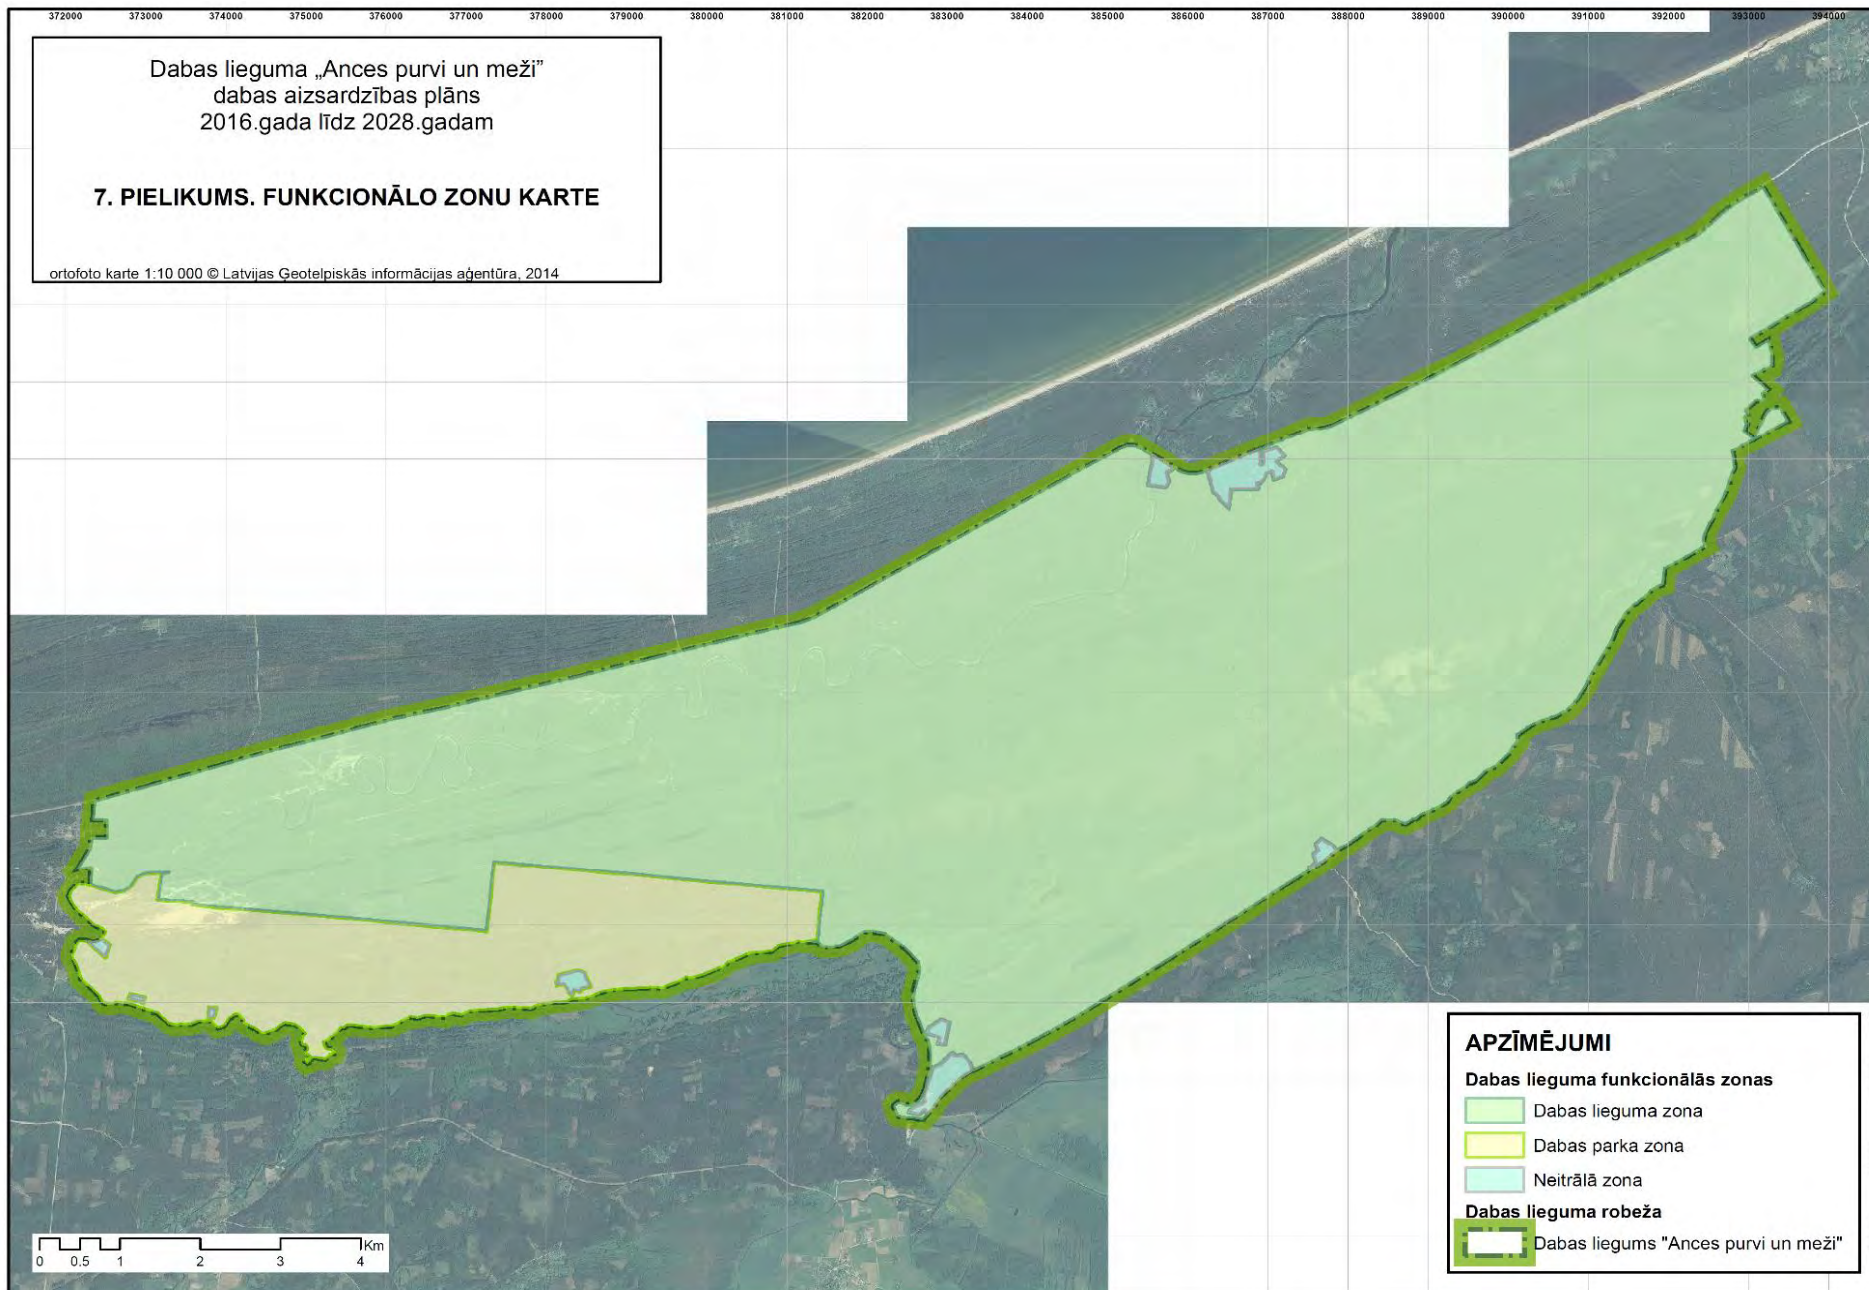 372000 373000 374000 375000 376000 377000 378000 379000 380000 381000 382000 383000 384000 385000 386000 387000 388000 389000 390000 391000 392000 393000 394000
Dabas lieguma „Ances purvi un meži”
dabas aizsardzības plāns
2016.gada līdz 2028.gadam
7. PIELIKUMS. FUNKCIONĀLO ZONU KARTE
ortofoto karte 1:10 000 © Latvijas Ģeotelpiskās informācijas aģentūra, 2014
APZĪMĒJUMI
Dabas lieguma funkcionālās zonas
Dabas lieguma zona
Dabas parka zona
Neitrālā zona
Dabas lieguma robeža
Dabas liegums "Ances purvi un meži"
Km
0 0.5 1 2 3 4